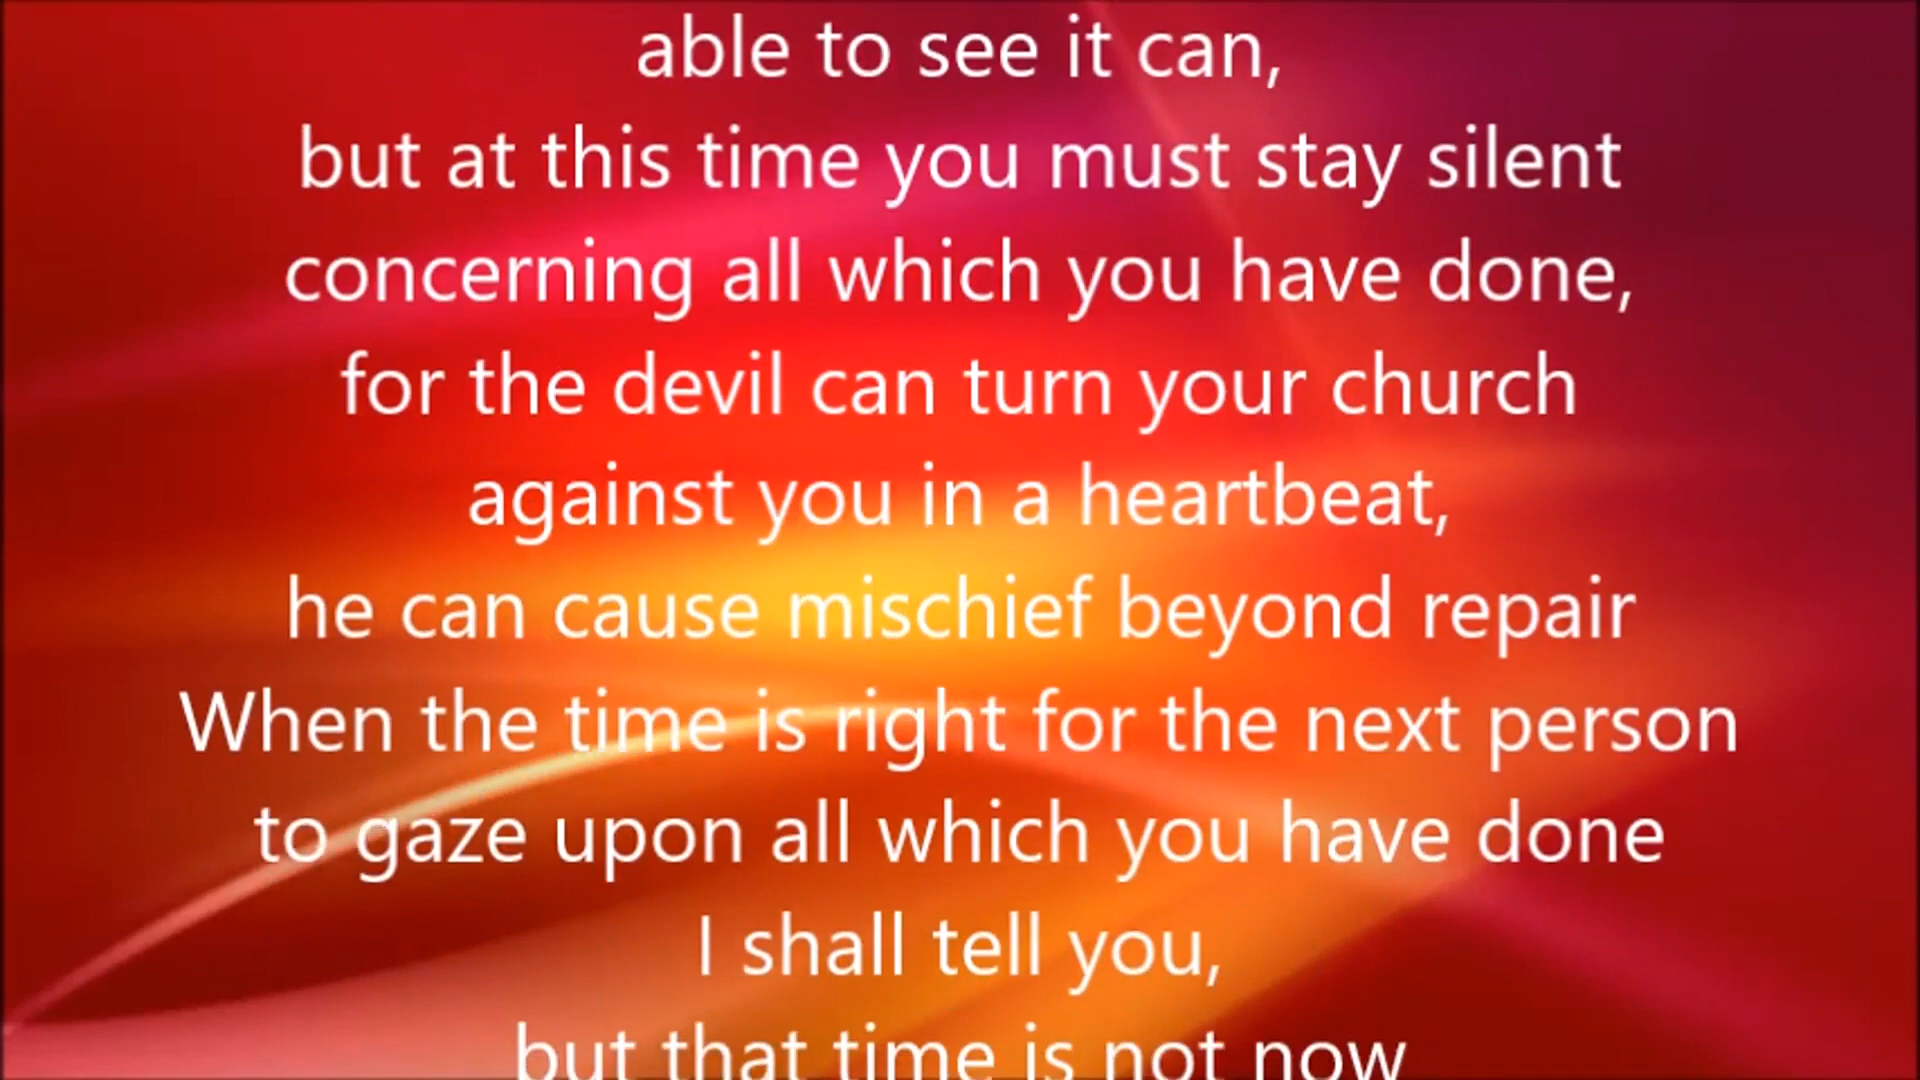 able to see it can,
but at this time you must stay silent
concerning all which you have done,
for the devil can turn your church
against you in a heartbeat,
he can cause mischief beyond repair
When the time is right for the next person
to gaze upon all which you have done
I shall tell you,
but that time is not now